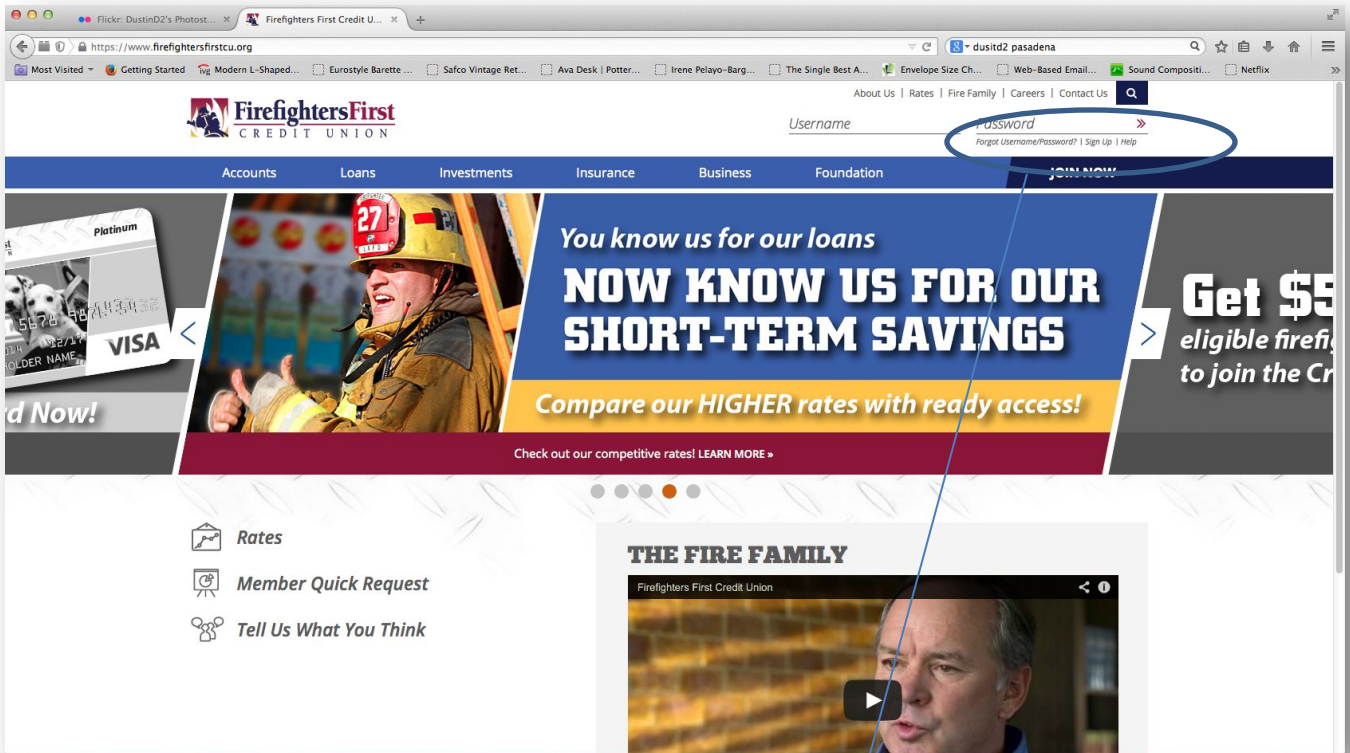 Flickr: DustinD2's Photost...
Firefighters First Credit U...
https://www.firefightersfirstcu.org
dusitd2 pasadena
Most Visited
Getting Started
Modern L-Shaped...
Eurostyle Barette ...
Safco Vintage Ret...
Ava Desk | Potter...
Irene Pelayo-Barg...
The Single Best A...
Envelope Size Ch...
Web-Based Email...
Sound Compositi...
Netflix
About Us | Rates | Fire Family | Careers | Contact Us
FirefightersFirst
CREDIT UNION
Username
Password
Forgot Username/Password? | Sign Up | Help
Accounts
Loans
Investments
Insurance
Business
Foundation
JOIN NOW
Platinum
VISA
OLDER NAME
d Now!
27
You know us for our loans
NOW KNOW US FOR OUR
SHORT-TERM SAVINGS
Compare our HIGHER rates with ready access!
Check out our competitive rates! LEARN MORE »
Get $5
eligible firefi
to join the Cr
Rates
Member Quick Request
Tell Us What You Think
THE FIRE FAMILY
Firefighters First Credit Union